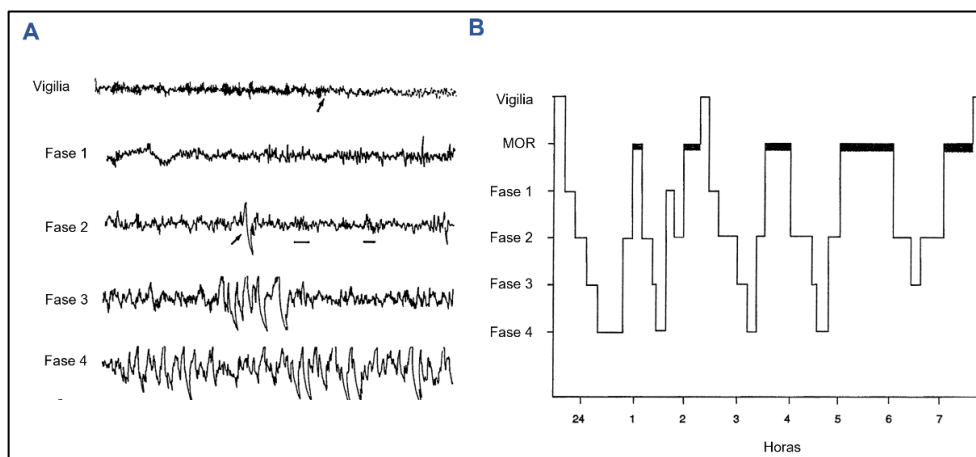 A
Vigilia
Fase 1
Fase 2
Fase 3
Fase 4
B
Vigilia
MOR
Fase 1
Fase 2
Fase 3
Fase 4
24 1 2 3 4 5 6 7
Horas